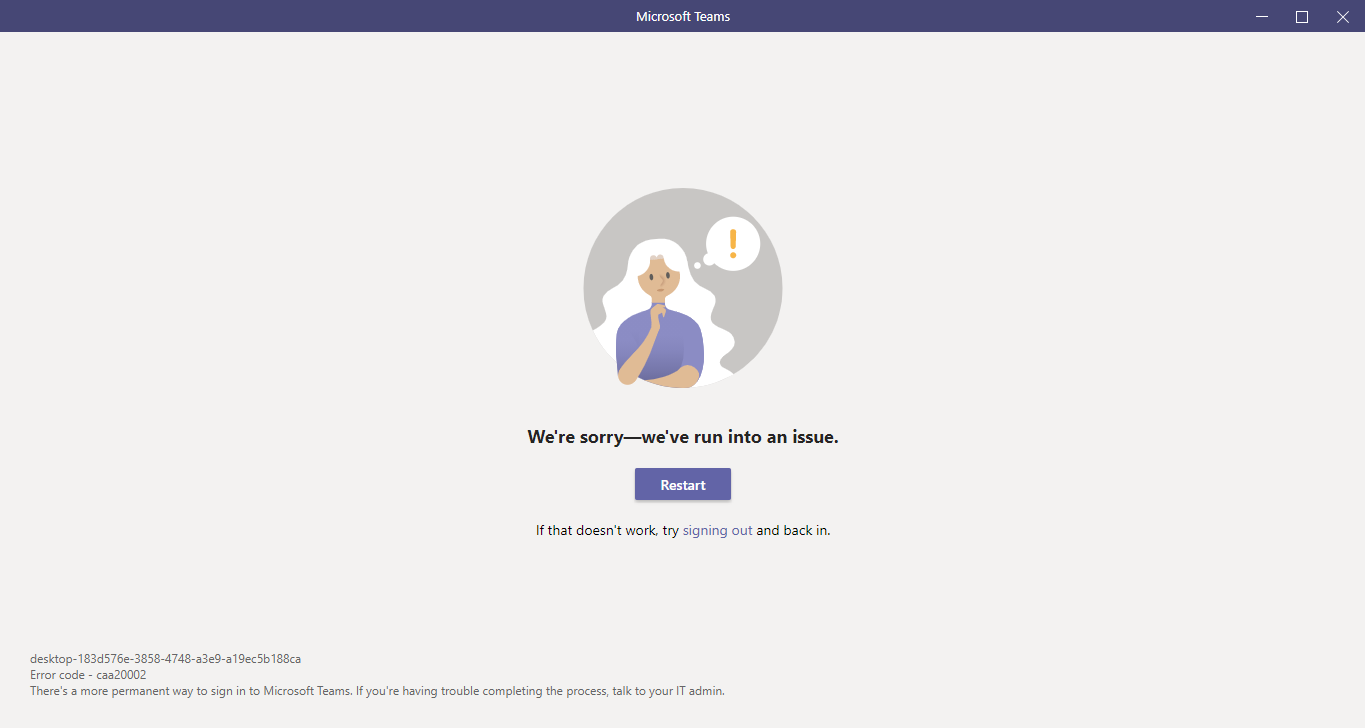 Microsoft Teams
!
We're sorry—we've run into an issue.
Restart
If that doesn't work, try signing out and back in.
desktop-183d576e-3858-4748-a3e9-a19ec5b188ca
Error code - caa20002
There's a more permanent way to sign in to Microsoft Teams. If you're having trouble completing the process, talk to your IT admin.